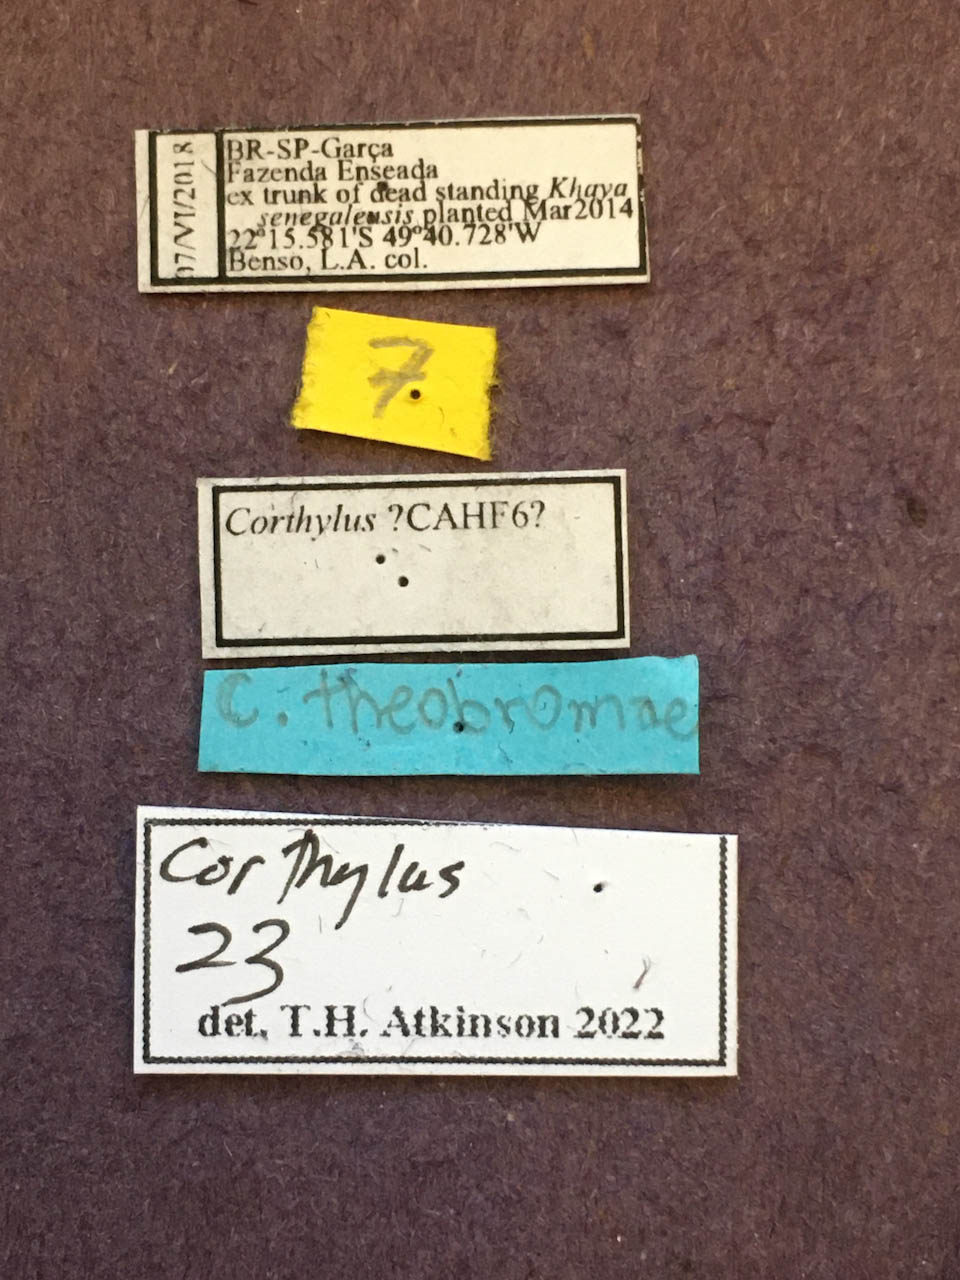 07/VI/2018
BR-SP-Garça
Fazenda Enseada
ex trunk of dead standing Khaya
senegalensis planted Mar2014
22°15.581'S 49°40.728'W
Benso, L.A. col.
7
Corthylus ?CAHF6?
C. theobromae
Corthylus
23
det. T.H. Atkinson 2022